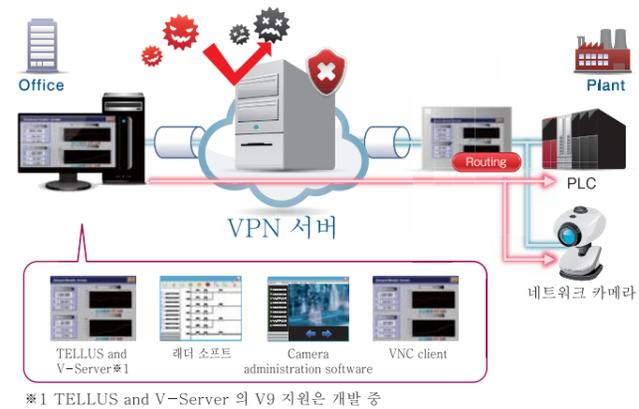 Office
Plant
Routing
PLC
VPN 서버
네트워크 카메라
TELLUS and
V-Server※1
래더 소프트
Camera
administration software
VNC client
※1 TELLUS and V-Server 의 V9 지원은 개발 중